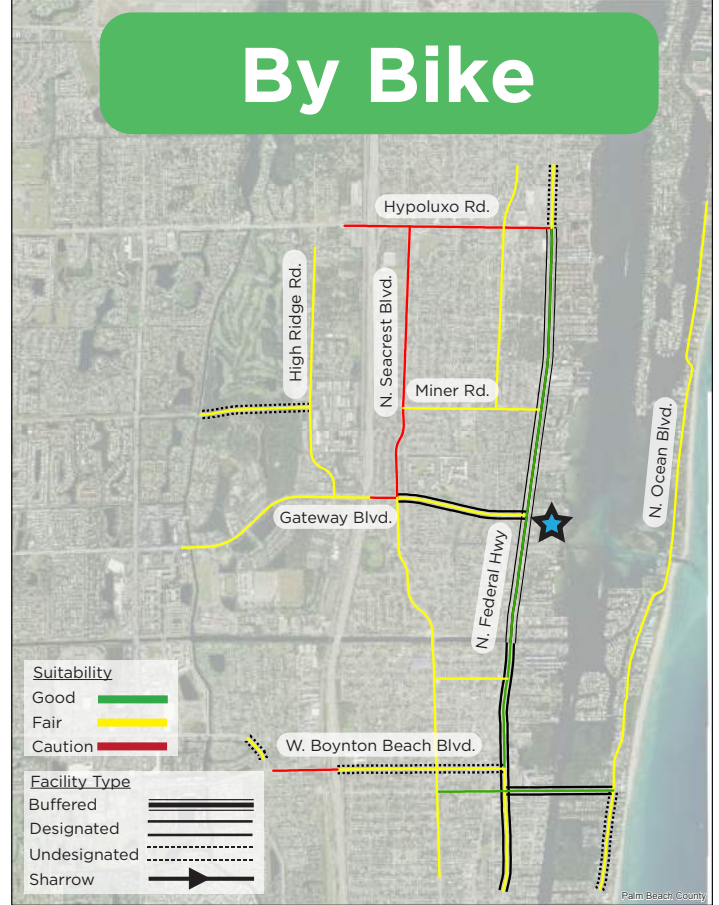 By Bike
Hypoluxo Rd.
High Ridge Rd.
N. Seacrest Blvd.
Miner Rd.
N. Ocean Blvd.
Gateway Blvd.
N. Federal Hwy
Suitability
Good
Fair
Caution
W. Boynton Beach Blvd.
Facility Type
Buffered
Designated
Undesignated
Sharrow
Palm Beach County